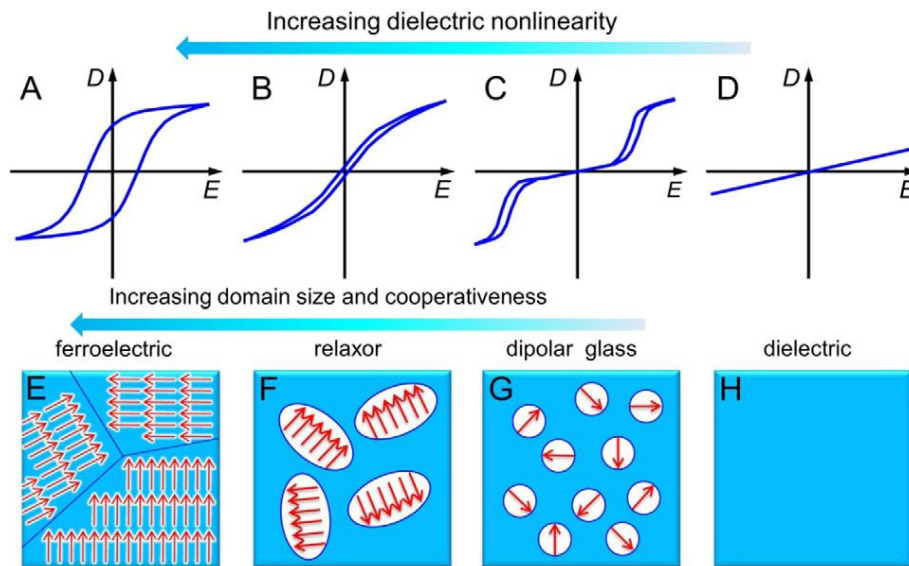 Increasing dielectric nonlinearity
A D E
B D E
C D E
D D E
Increasing domain size and cooperativeness
ferroelectric relaxor dipolar glass dielectric
E F G H